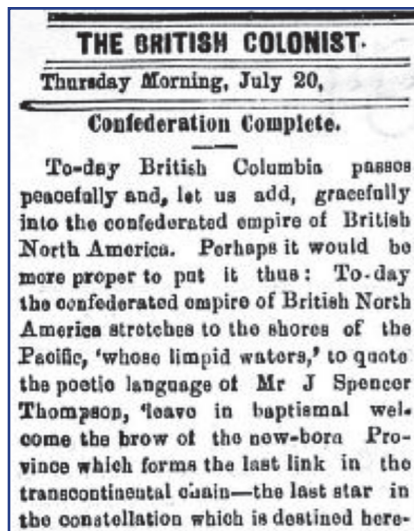 THE BRITISH COLONIST.
Thursday Morning, July 20,
Confederation Complete.
To-day British Columbia passes
peacefully and, let us add, gracefully
into the confederated empire of British
North America. Perhaps it would be
more proper to put it thus: To-day
the confederated empire of British North
America stretches to the shores of the
Pacific, 'whose limpid waters,' to quote
the poetic language of Mr J Spencer
Thompson, 'leave in baptismal wel-
come the brow of the new-born Pro-
vince which forms the last link in the
transcontinental chain—the last star in
the constellation which is destined here-